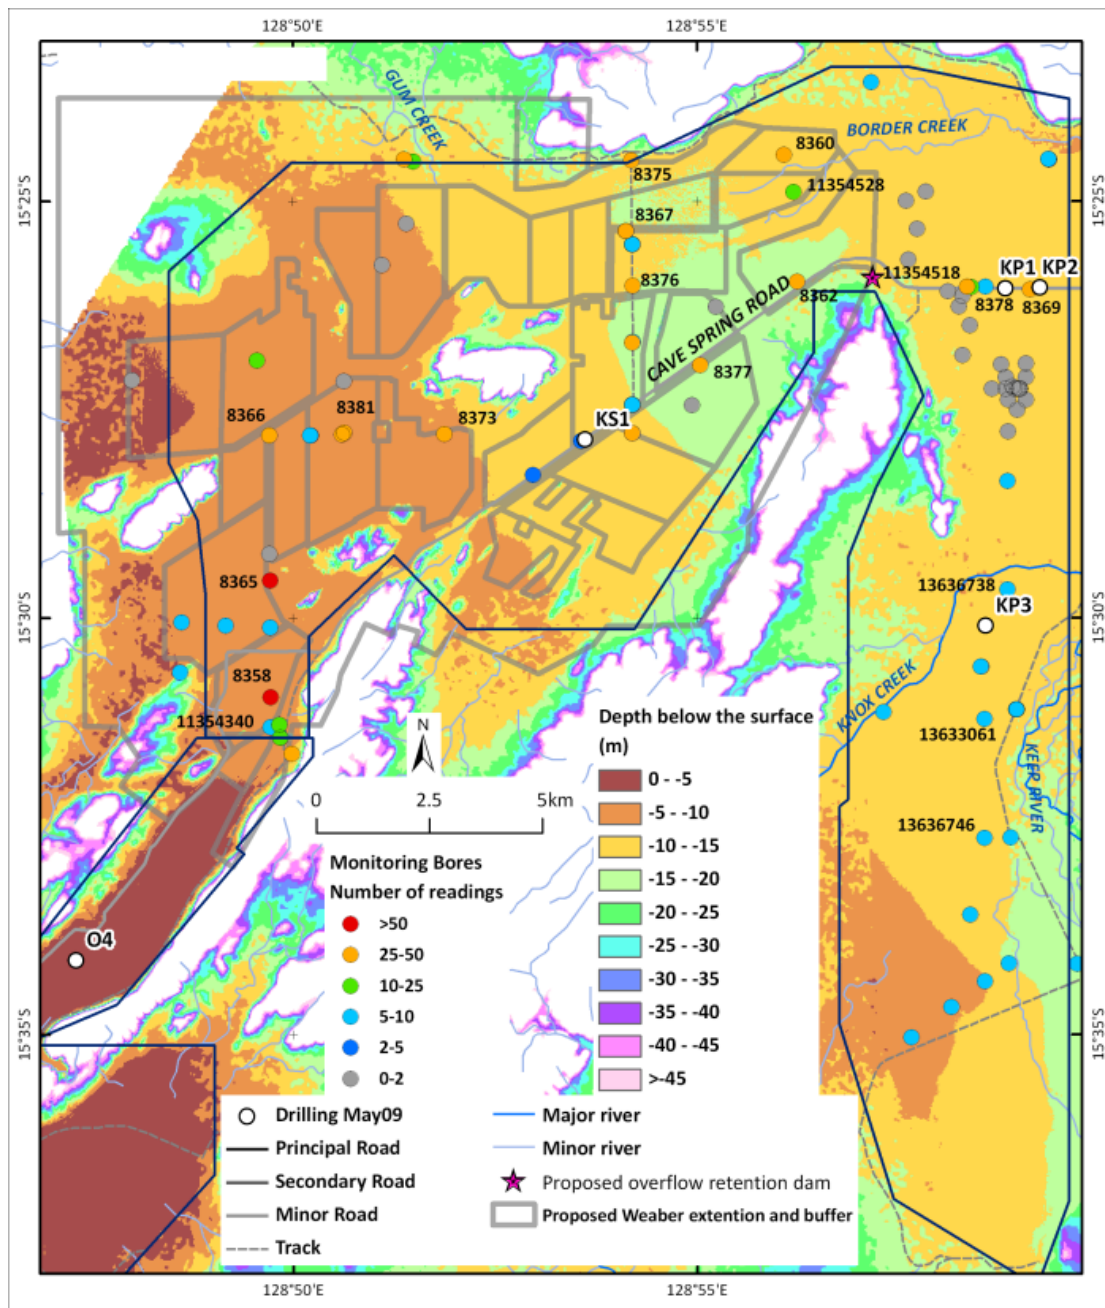 128°50'E
128°55'E
GUM CREEK
BORDER CREEK
8360
8375
11354528
15°25'S
15°25'S
8367
11354518
KP1
KP2
8376
8362
8378
8369
CAVE SPRING ROAD
8377
8366
8381
8373
KS1
8365
13636738
15°30'S
15°30'S
KP3
8358
KNOX CREEK
11354340
N
Depth below the surface
(m)
13633061
KEEP RIVER
0 - -5
0
2.5
5km
-5 - -10
13636746
-10 - -15
Monitoring Bores
Number of readings
-15 - -20
>50
-20 - -25
O4
25-50
-25 - -30
10-25
-30 - -35
5-10
-35 - -40
15°35'S
15°35'S
2-5
-40 - -45
0-2
>-45
Drilling May09
Major river
Principal Road
Minor river
Secondary Road
Proposed overflow retention dam
Minor Road
Proposed Weaber extention and buffer
Track
128°50'E
128°55'E